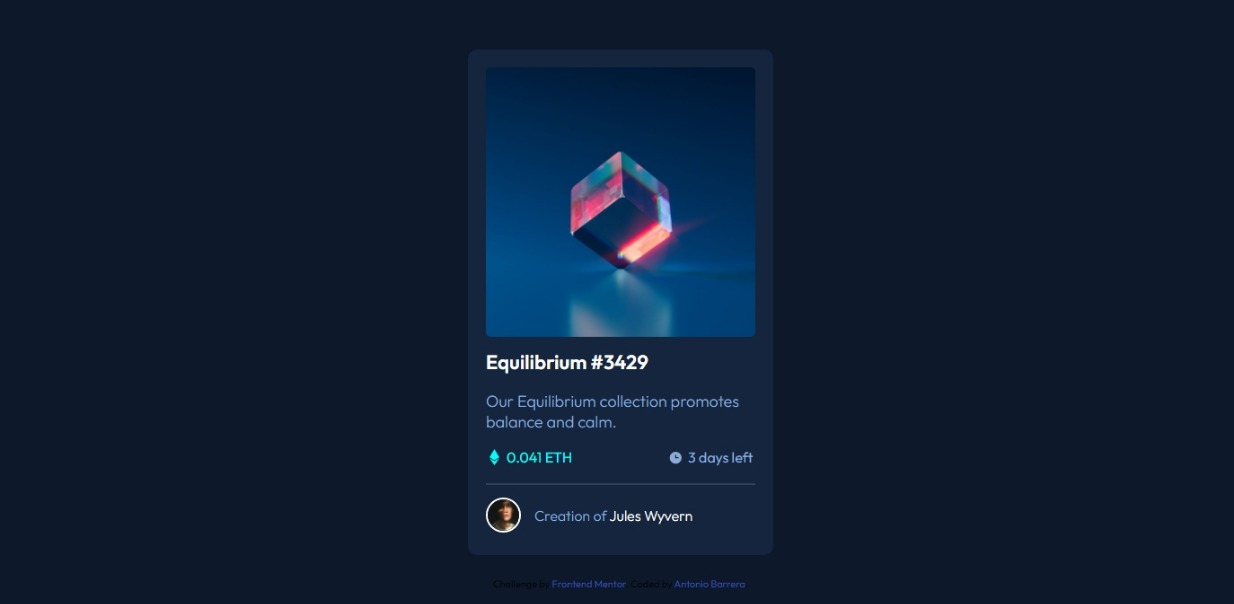 Equilibrium #3429
Our Equilibrium collection promotes
balance and calm.
0.041 ETH
3 days left
Creation of Jules Wyvern
Challenge by Frontend Mentor. Coded by Antonio Barrera